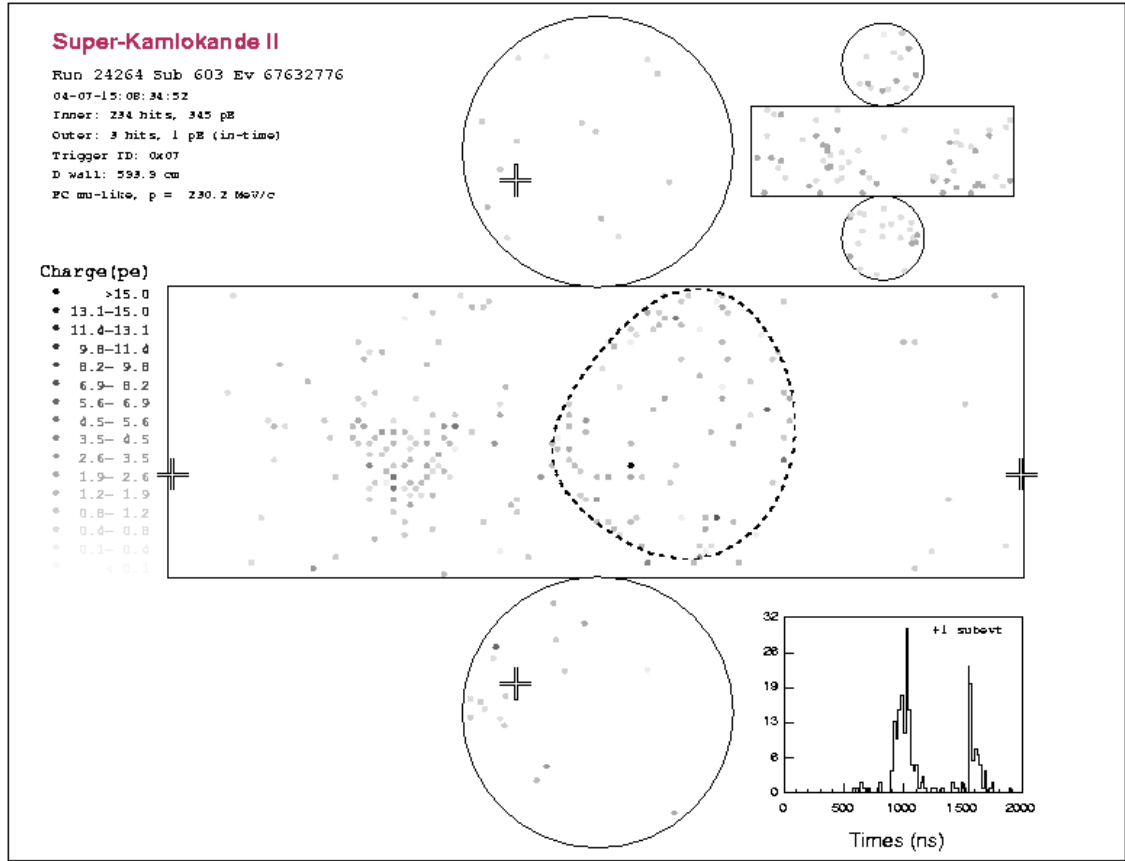 Super-Kamiokande II
Run 24264 Sub 603 Ev 67632776
04-07-15:08:34:52
Inner: 234 hits, 345 pE
Outer: 3 hits, 1 pE (in-time)
Trigger ID: 0x07
D wall: 593.9 cm
FC mu-like, p = 230.2 MeV/c
Charge(pe)
>15.0
13.1-15.0
11.4-13.1
9.8-11.4
8.2- 9.8
6.9- 8.2
5.6- 6.9
4.5- 5.6
3.5- 4.5
2.6- 3.5
1.9- 2.6
1.2- 1.9
0.8- 1.2
0.4- 0.8
0.1- 0.4
< 0.1
32
26
19
13
6
0
+1 subevt
0
500
1000
1500
2000
Times (ns)